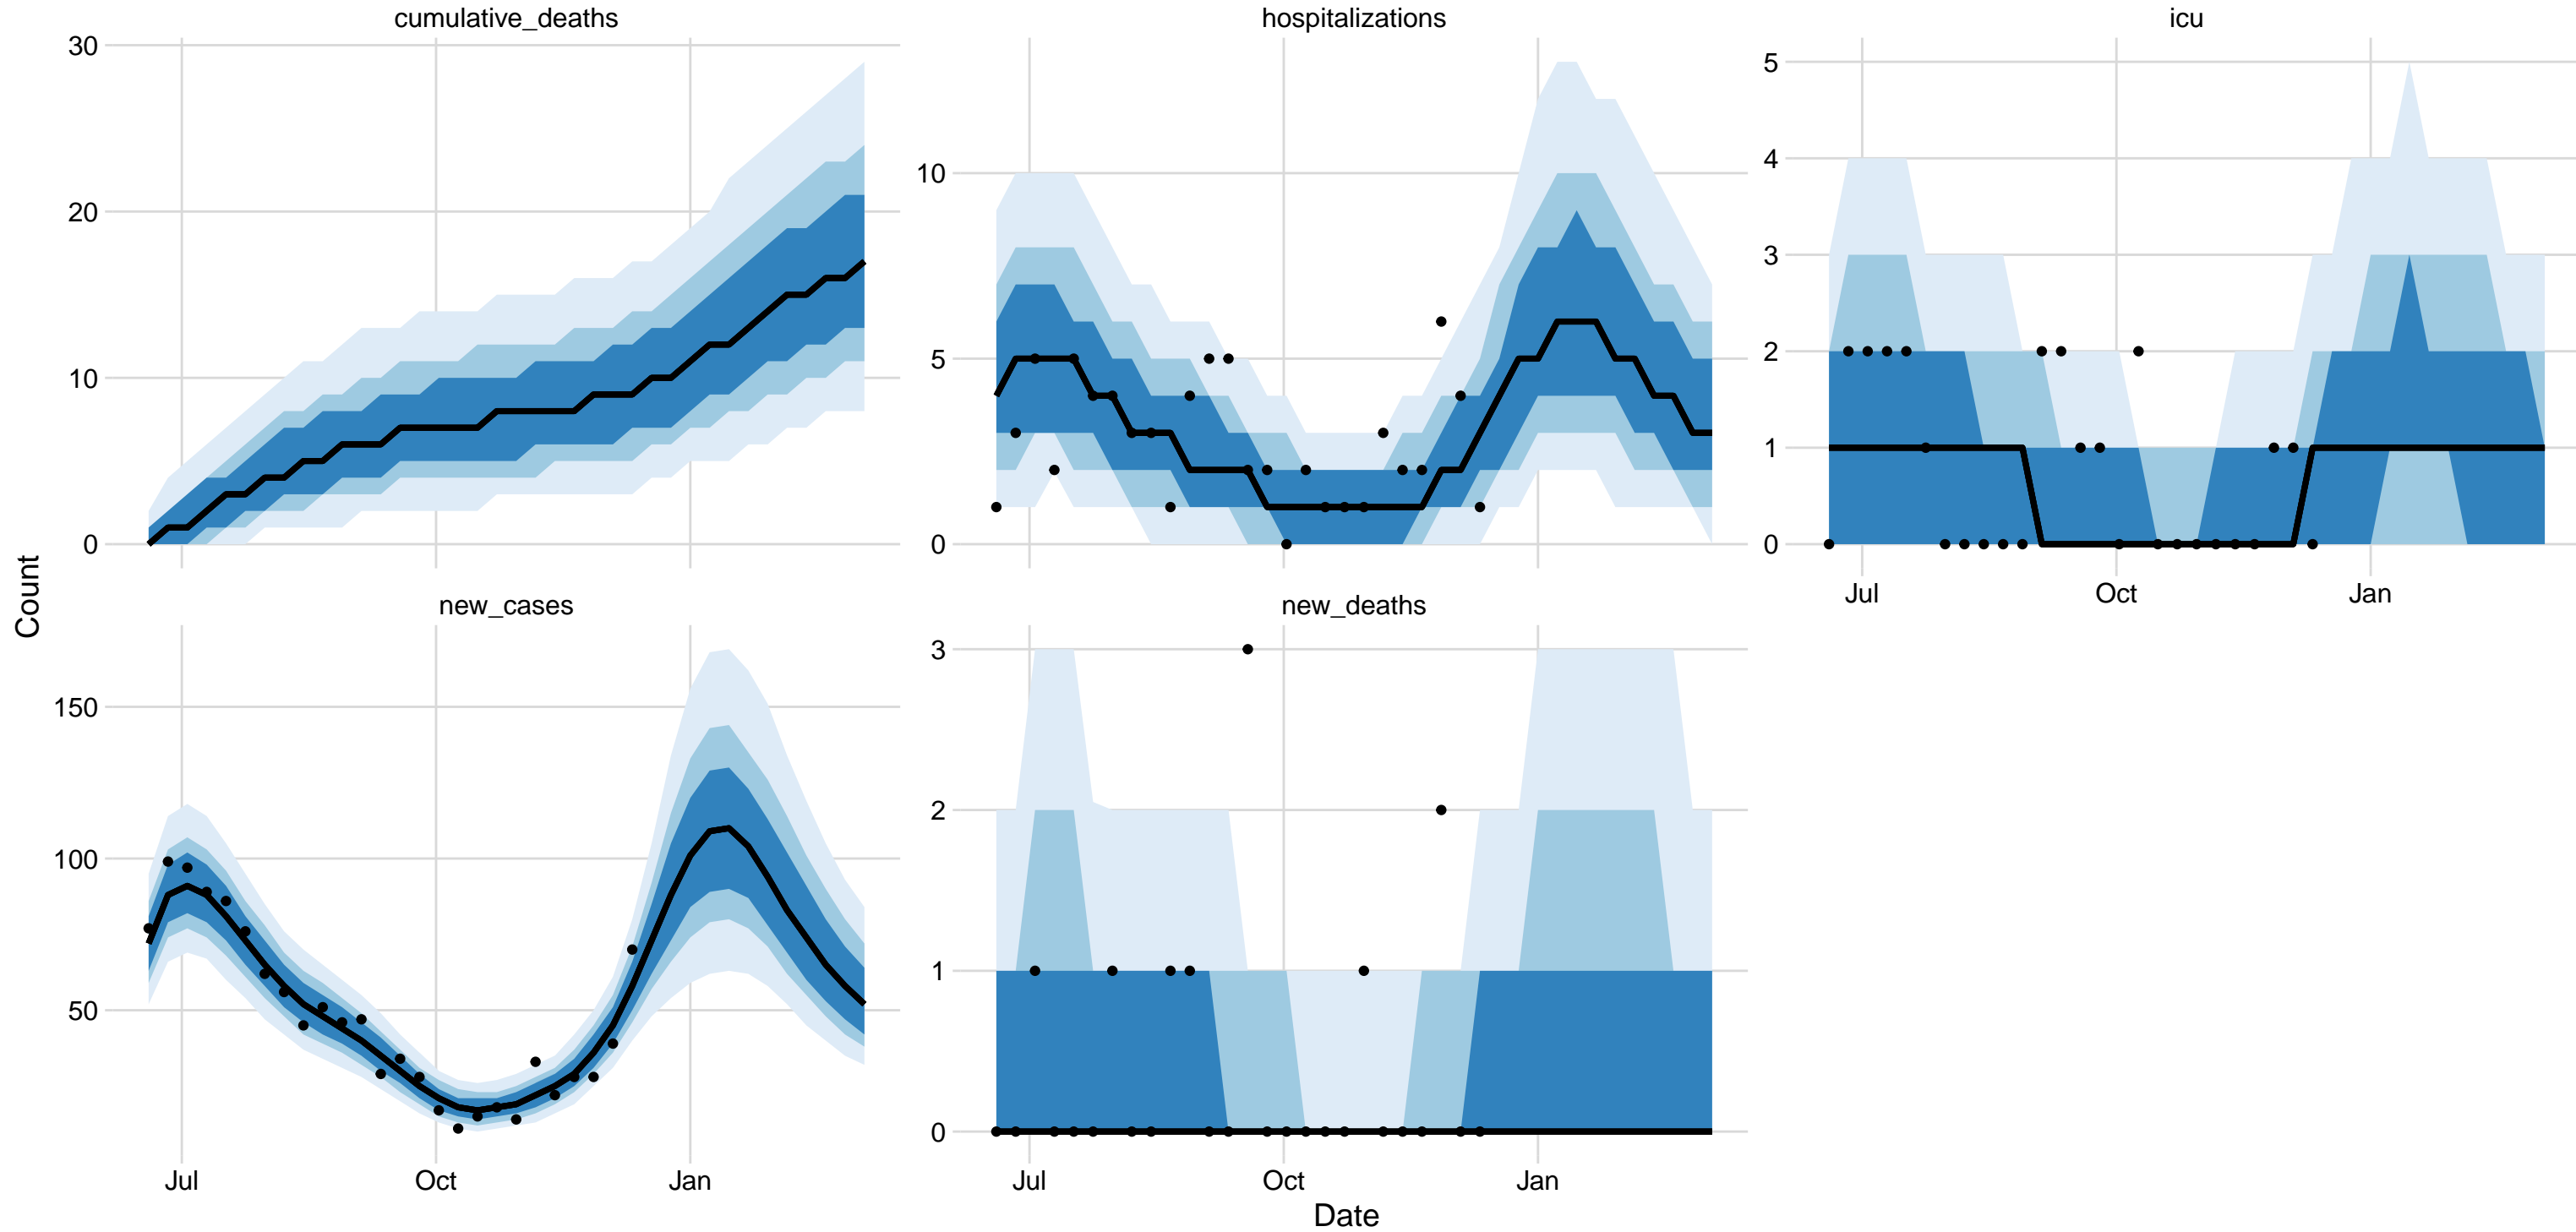 cumulative_deaths
30
20
10
0
hospitalizations
10
5
0
icu
5
4
3
2
1
0
Jul Oct Jan
Count
new_cases
150
100
50
Jul Oct Jan
new_deaths
3
2
1
0
Jul Oct Jan
Date